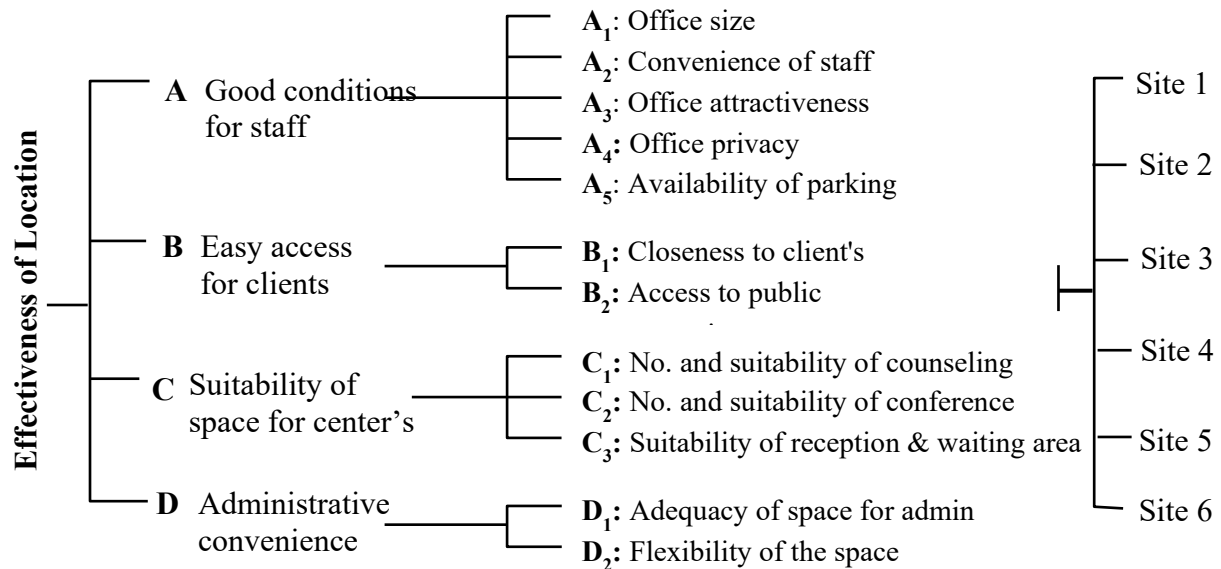 Effectiveness of Location
A Good conditions
for staff
A1: Office size
A2: Convenience of staff
A3: Office attractiveness
A4: Office privacy
A5: Availability of parking
B Easy access
for clients
B1: Closeness to client's
B2: Access to public
C Suitability of
space for center’s
C1: No. and suitability of counseling
C2: No. and suitability of conference
C3: Suitability of reception & waiting area
D Administrative
convenience
D1: Adequacy of space for admin
D2: Flexibility of the space
Site 1
Site 2
Site 3
Site 4
Site 5
Site 6